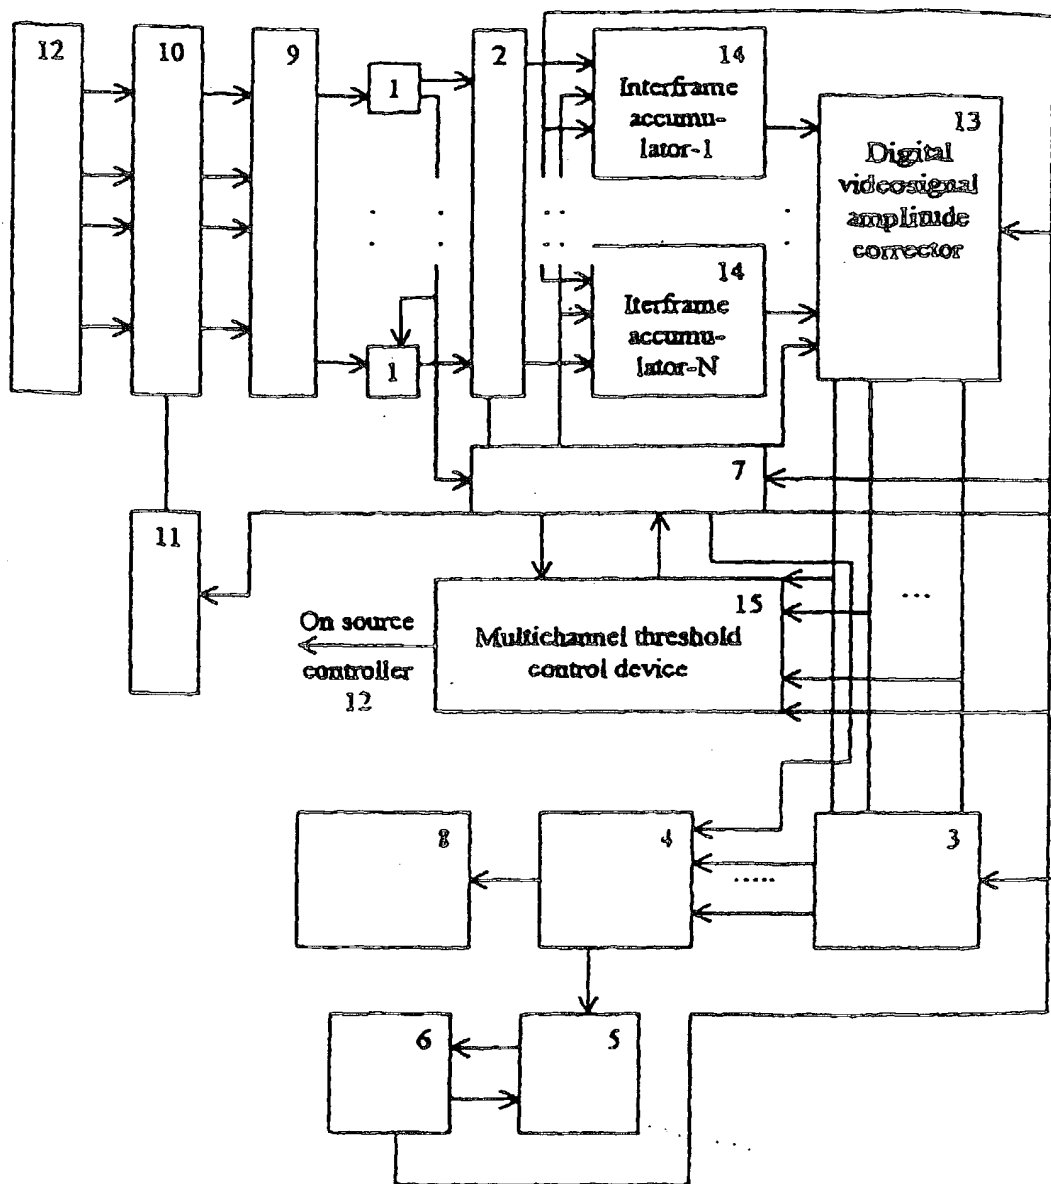 12
10
9
1
2
14
Interframe
accumu-
lator-1
13
Digital
videosignal
amplitude
corrector
14
Iterframe
accumu-
lator-N
1
7
11
15
Multichannel threshold
control device
On source
controller
12
...
8
4
.....
3
6
5